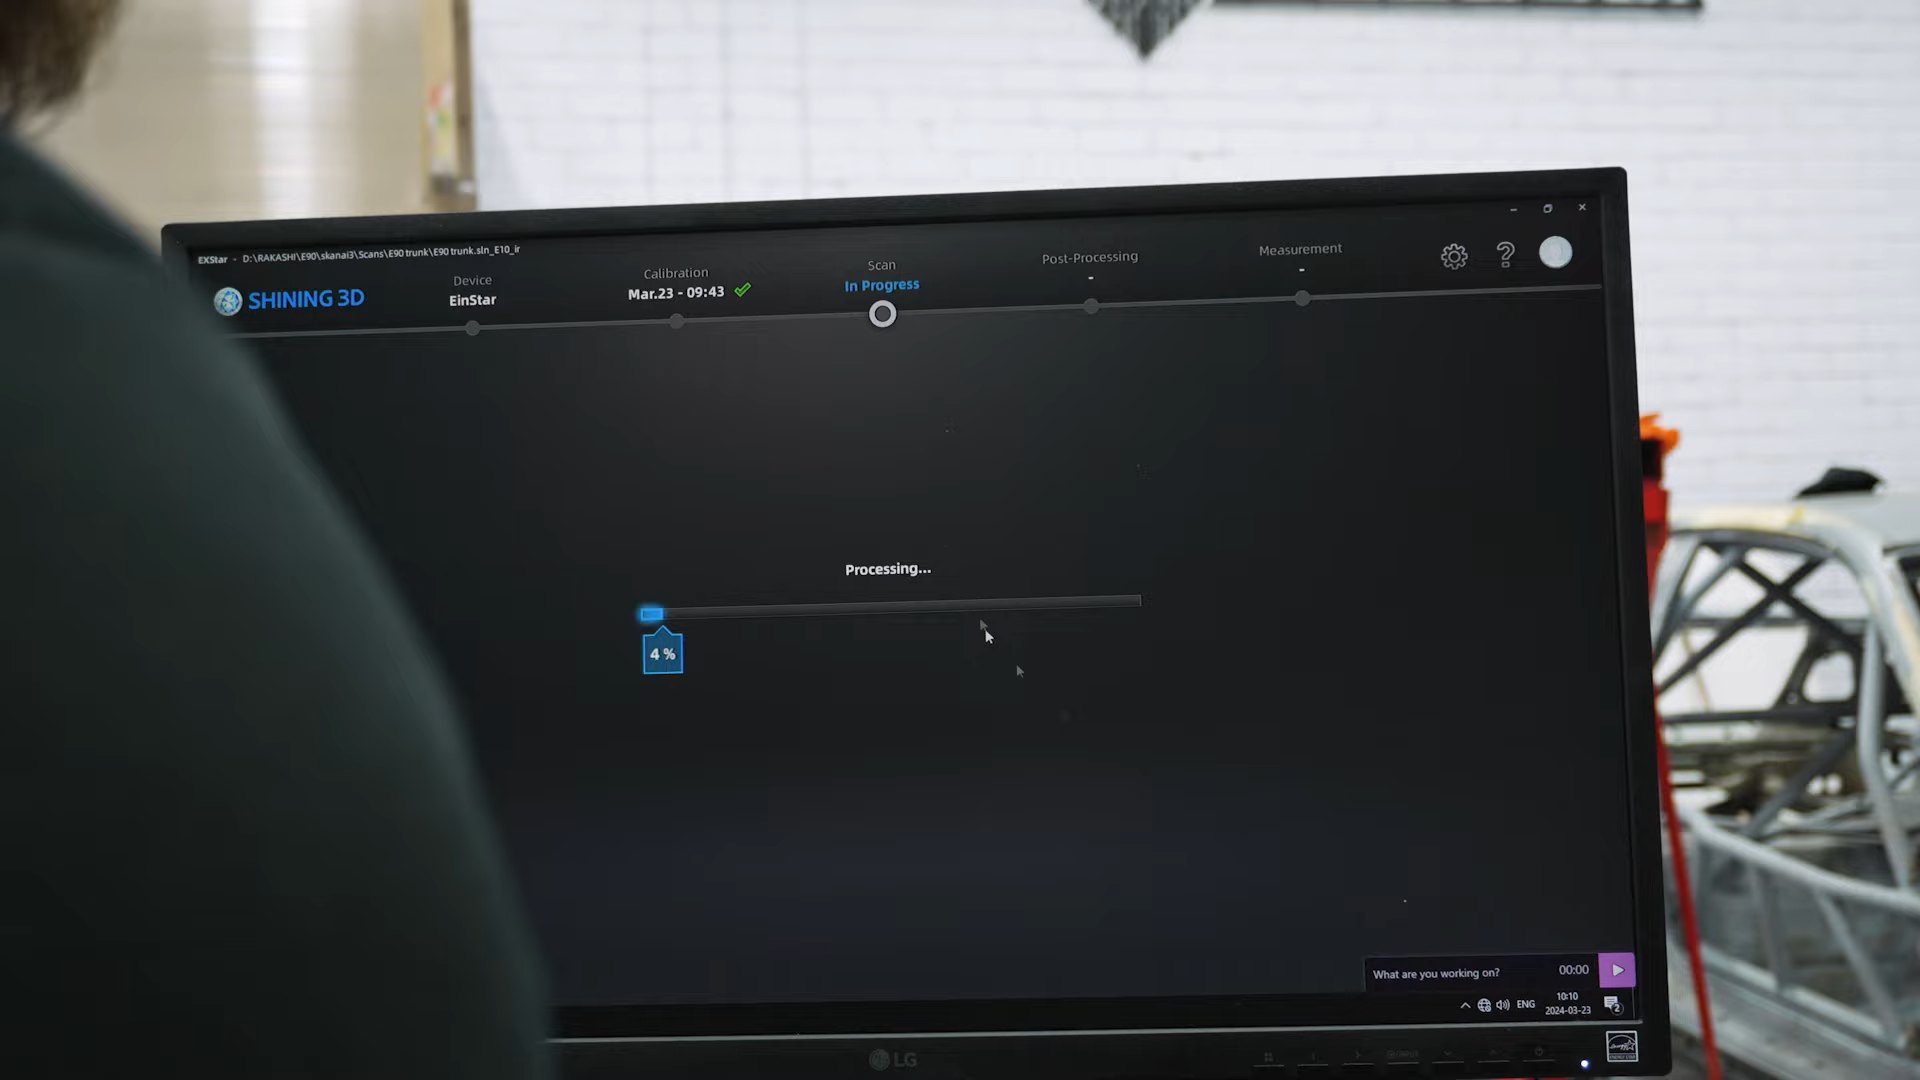 EXStar - D:\RAKASHI\E90\skanai3\Scans\E90 trunk\E90 trunk.sln_E10_ir
SHINING 3D
Device
EinStar
Calibration
Mar.23 - 09:43
Scan
In Progress
Post-Processing
-
Measurement
-
Processing...
4 %
What are you working on?
00:00
ENG
10:10
2024-03-23
2
LG